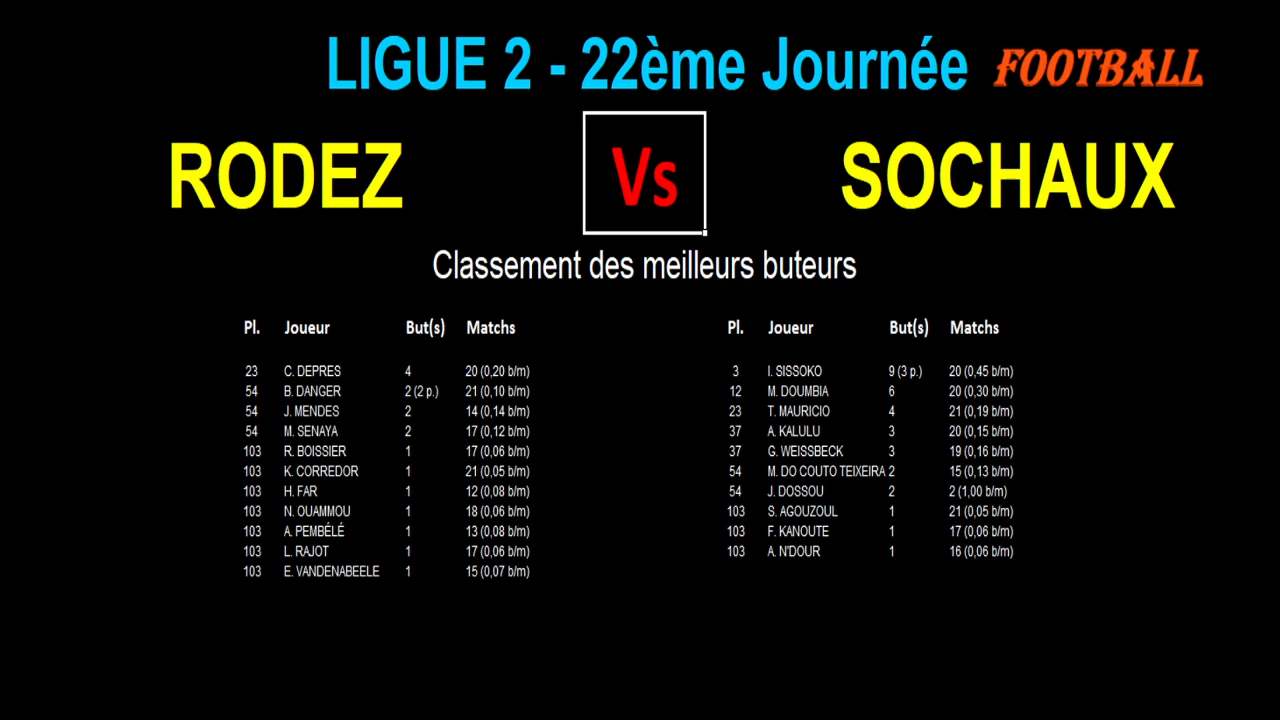 LIGUE 2 - 22ème Journée FOOTBALL
RODEZ Vs SOCHAUX
Classement des meilleurs buteurs
Pl. Joueur But(s) Matchs
23 C. DEPRES 4 20 (0,20 b/m)
54 B. DANGER 2 (2 p.) 21 (0,10 b/m)
54 J. MENDES 2 14 (0,14 b/m)
54 M. SENAYA 2 17 (0,12 b/m)
103 R. BOISSIER 1 17 (0,06 b/m)
103 K. CORREDOR 1 21 (0,05 b/m)
103 H. FAR 1 12 (0,08 b/m)
103 N. OUAMMOU 1 18 (0,06 b/m)
103 A. PEMBÉLÉ 1 13 (0,08 b/m)
103 L. RAJOT 1 17 (0,06 b/m)
103 E. VANDENABEELE 1 15 (0,07 b/m)
Pl. Joueur But(s) Matchs
3 I. SISSOKO 9 (3 p.) 20 (0,45 b/m)
12 M. DOUMBIA 6 20 (0,30 b/m)
23 T. MAURICIO 4 21 (0,19 b/m)
37 A. KALULU 3 20 (0,15 b/m)
37 G. WEISSBECK 3 19 (0,16 b/m)
54 M. DO COUTO TEIXEIRA 2 15 (0,13 b/m)
54 J. DOSSOU 2 2 (1,00 b/m)
103 S. AGOUZOUL 1 21 (0,05 b/m)
103 F. KANOUTE 1 17 (0,06 b/m)
103 A. N'DOUR 1 16 (0,06 b/m)